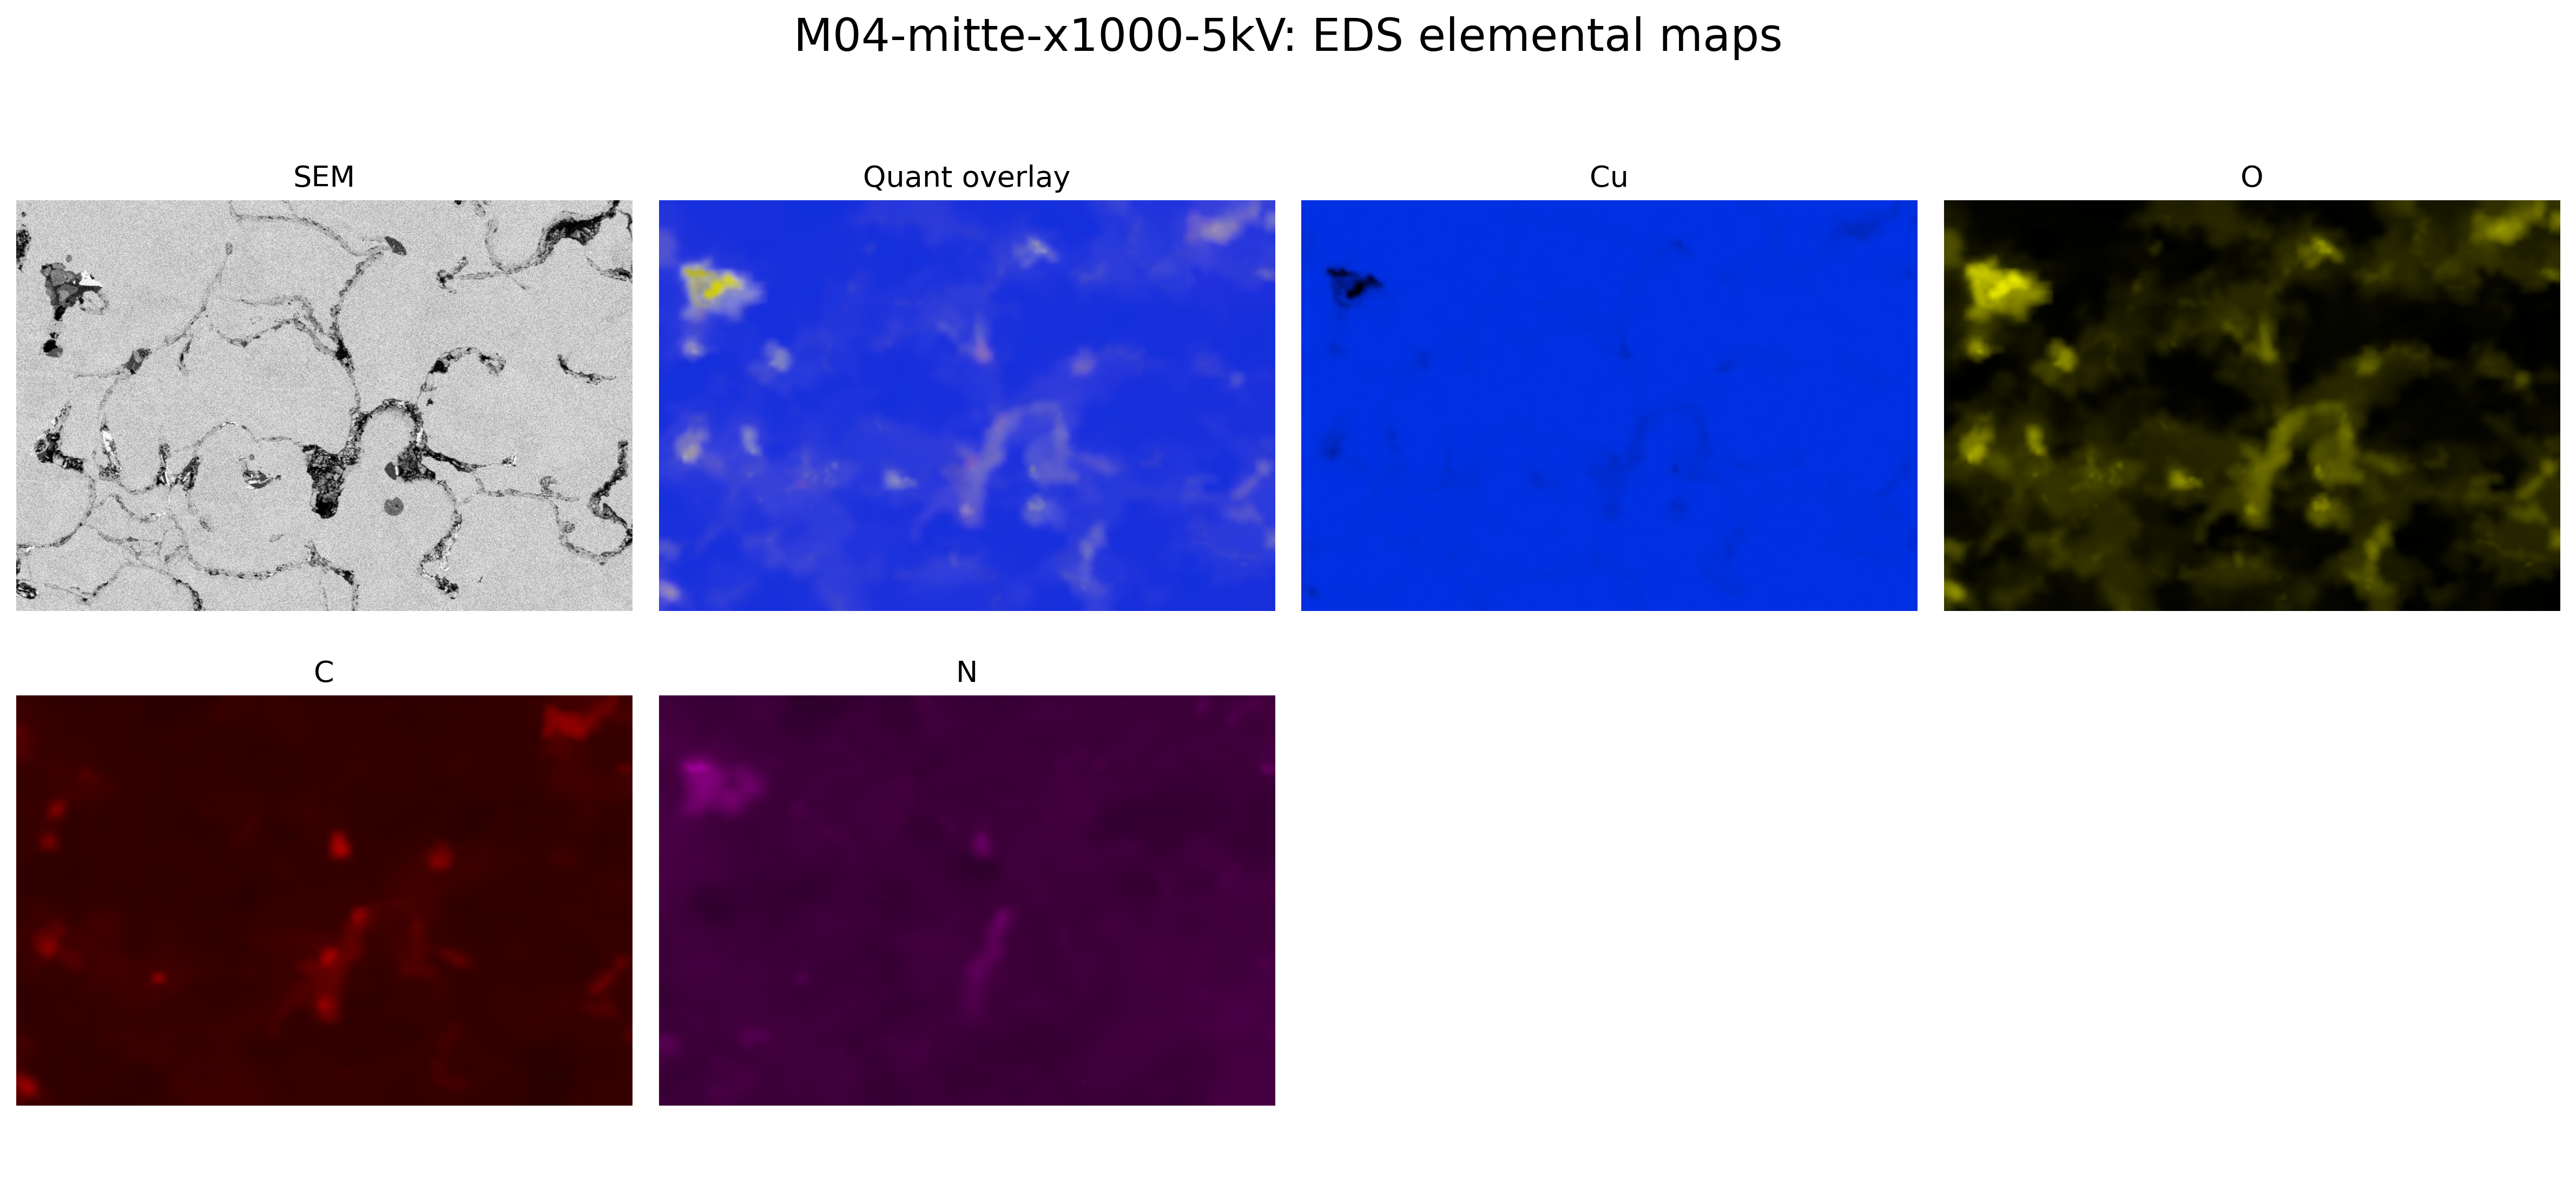 M04-mitte-x1000-5kV: EDS elemental maps
SEM
Quant overlay
Cu
O
C
N